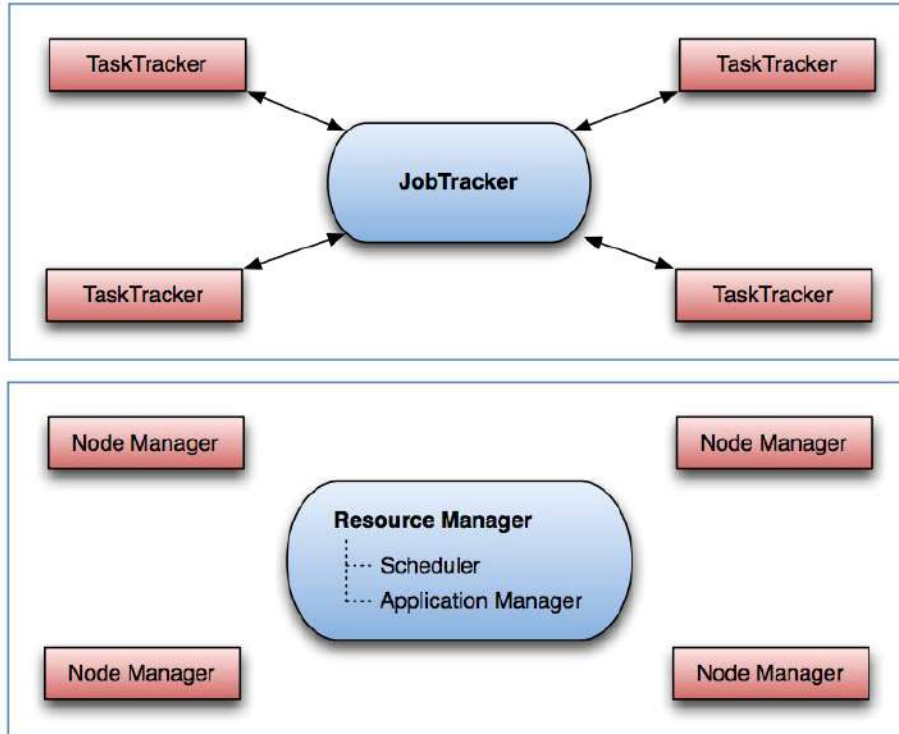 TaskTracker
TaskTracker
JobTracker
TaskTracker
TaskTracker
Node Manager
Node Manager
Resource Manager
Scheduler
Application Manager
Node Manager
Node Manager